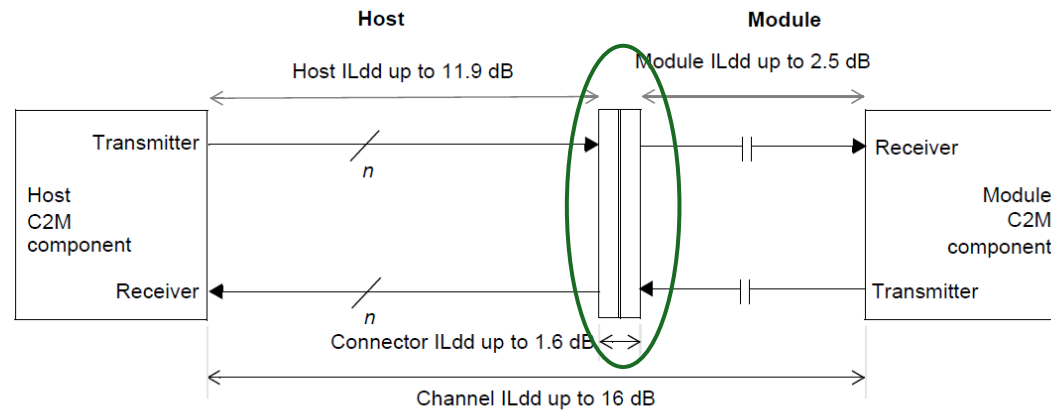 Host
Module
Host ILdd up to 11.9 dB
Module ILdd up to 2.5 dB
Transmitter
Receiver
n
Host
C2M
component
Module
C2M
component
Receiver
Transmitter
n
Connector ILdd up to 1.6 dB
Channel ILdd up to 16 dB